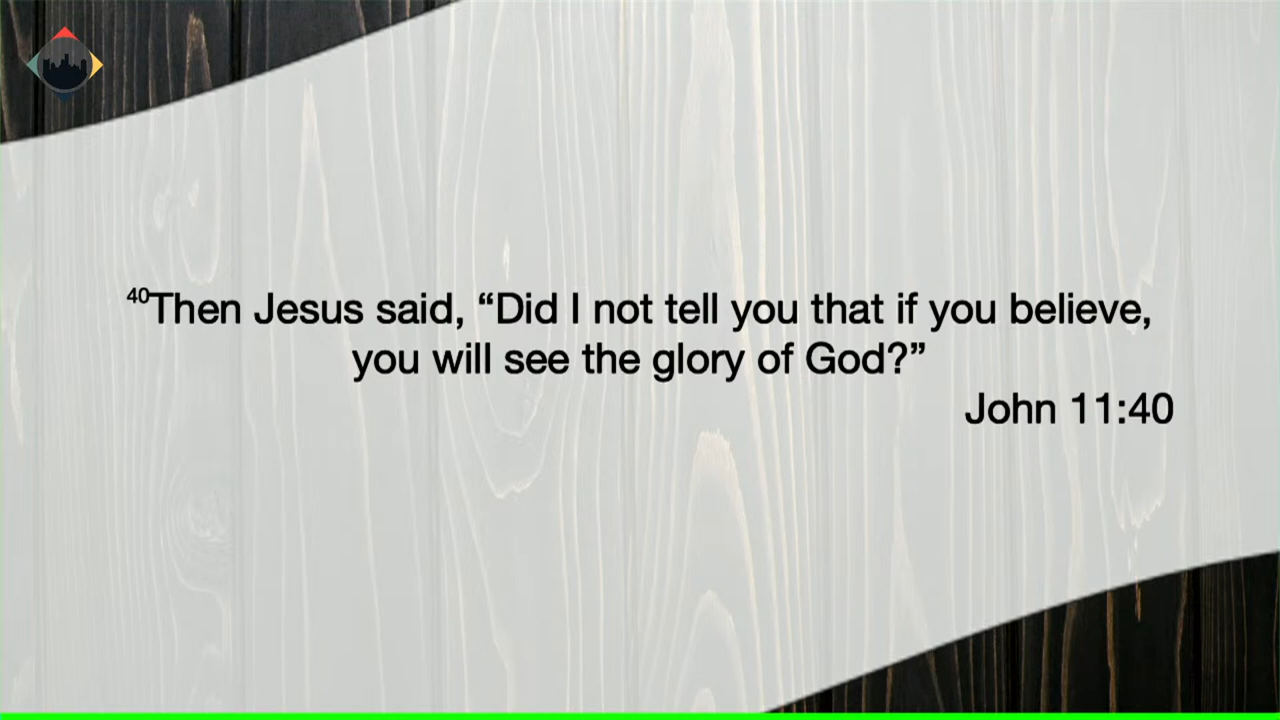 40Then Jesus said, “Did I not tell you that if you believe,
you will see the glory of God?”
John 11:40